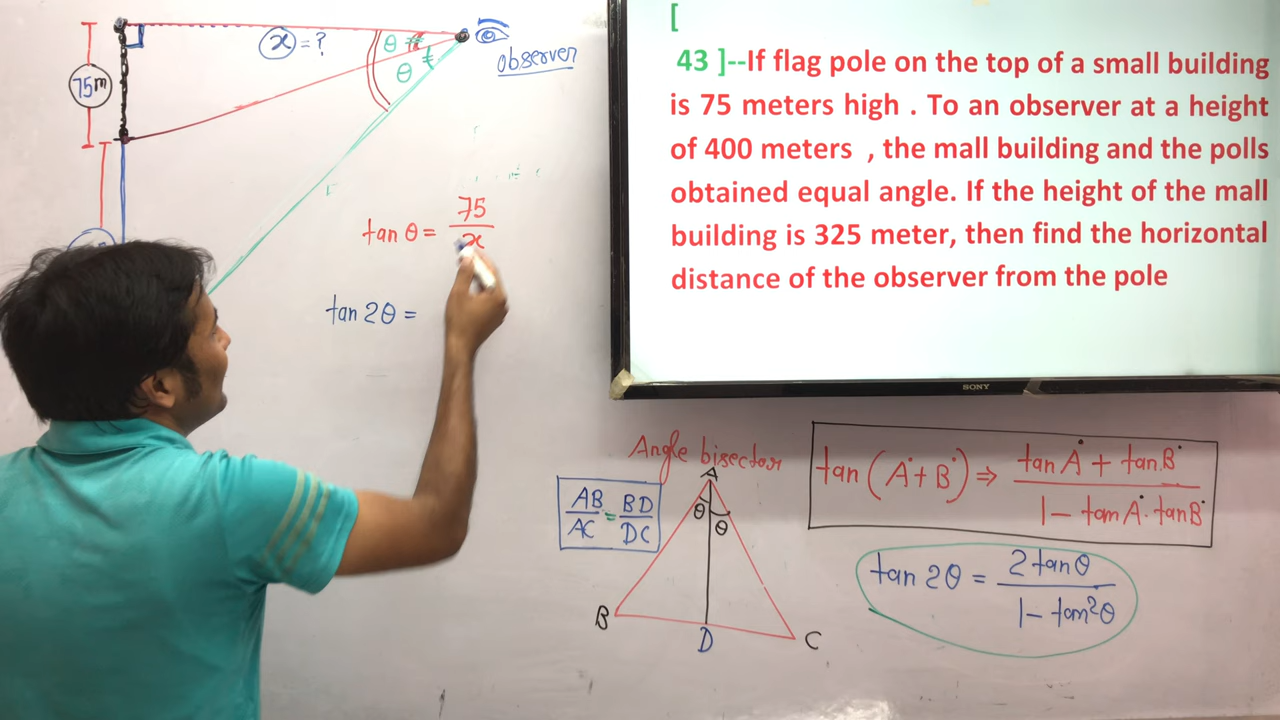 75m
x = ?
θ
θ
observer
tan θ = 75/x
tan 2θ =
[
43 ]--If flag pole on the top of a small building
is 75 meters high . To an observer at a height
of 400 meters , the mall building and the polls
obtained equal angle. If the height of the mall
building is 325 meter, then find the horizontal
distance of the observer from the pole
SONY
Angle bisector
AB/AC = BD/DC
A
θ
θ
B
D
C
tan (A + B) ⇒ tan A + tan B / 1 - tan A . tan B
tan 2θ = 2 tan θ / 1 - tan²θ